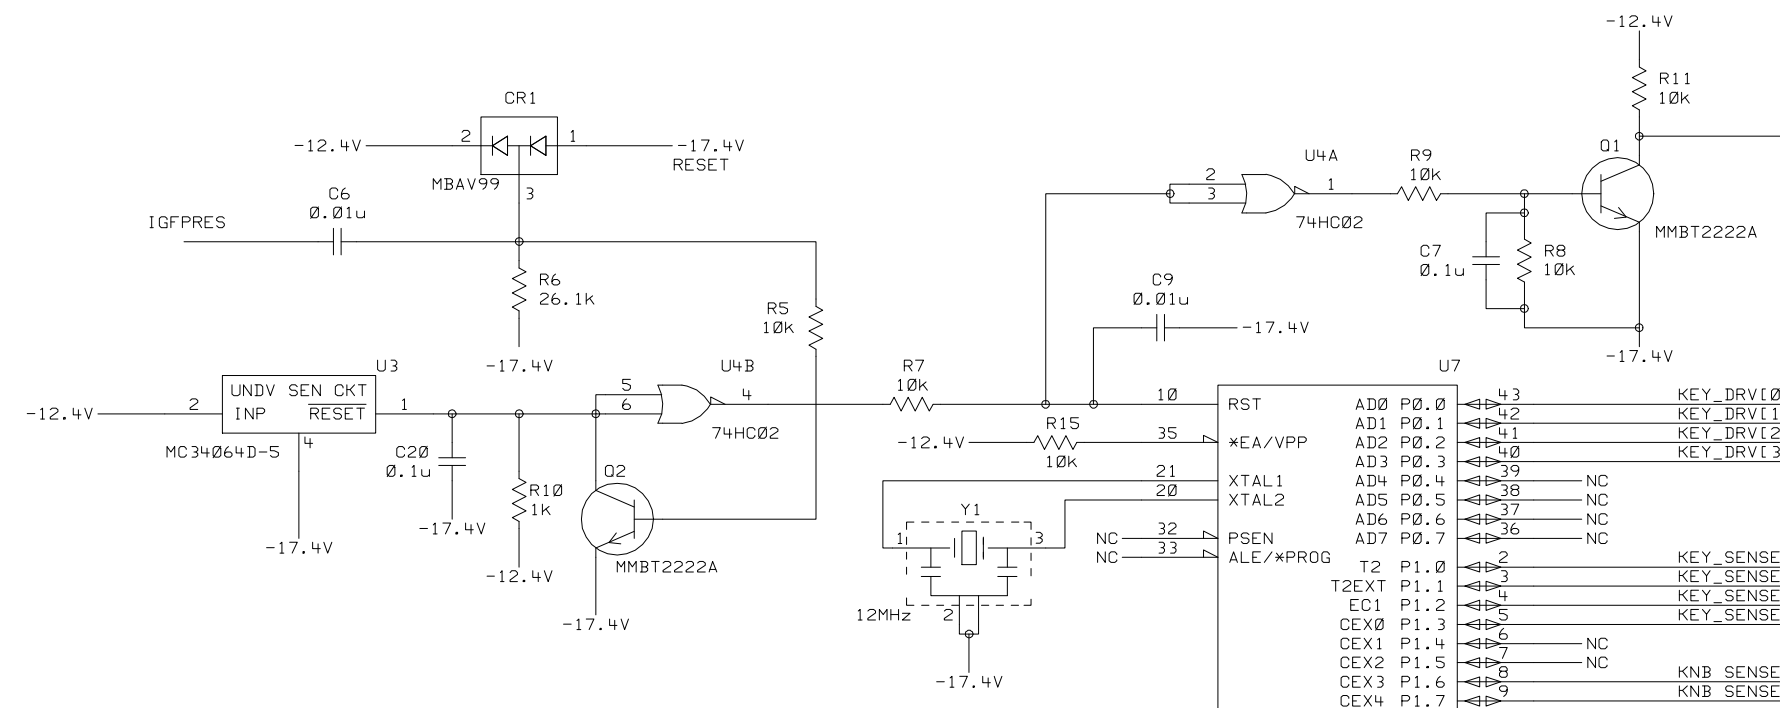 -12.4V
R11
10k
CR1
-12.4V
2
1
-17.4V
RESET
MBAV99
3
C6
0.01u
IGFPRES
R6
26.1k
-17.4V
R5
10k
U4A
2
3
1
74HC02
R9
10k
Q1
MMBT2222A
C7
0.1u
R8
10k
-17.4V
C9
0.01u
-17.4V
U3
UNDV SEN CKT
INP
RESET
-12.4V
2
1
4
MC34064D-5
-17.4V
C20
0.1u
-17.4V
R10
1k
-12.4V
U4B
5
6
4
74HC02
Q2
MMBT2222A
-17.4V
R7
10k
-12.4V
R15
10k
Y1
1
3
12MHz
2
-17.4V
U7
10
RST
35
*EA/VPP
21
XTAL1
20
XTAL2
NC
32
PSEN
NC
33
ALE/*PROG
AD0 P0.0
43
KEY_DRV[0
AD1 P0.1
42
KEY_DRV[1
AD2 P0.2
41
KEY_DRV[2
AD3 P0.3
40
KEY_DRV[3
AD4 P0.4
39
NC
AD5 P0.5
38
NC
AD6 P0.6
37
NC
AD7 P0.7
36
NC
T2 P1.0
2
KEY_SENSE
T2EXT P1.1
3
KEY_SENSE
EC1 P1.2
4
KEY_SENSE
CEX0 P1.3
5
KEY_SENSE
CEX1 P1.4
6
NC
CEX2 P1.5
7
NC
CEX3 P1.6
8
KNB SENSE
CEX4 P1.7
9
KNB SENSE